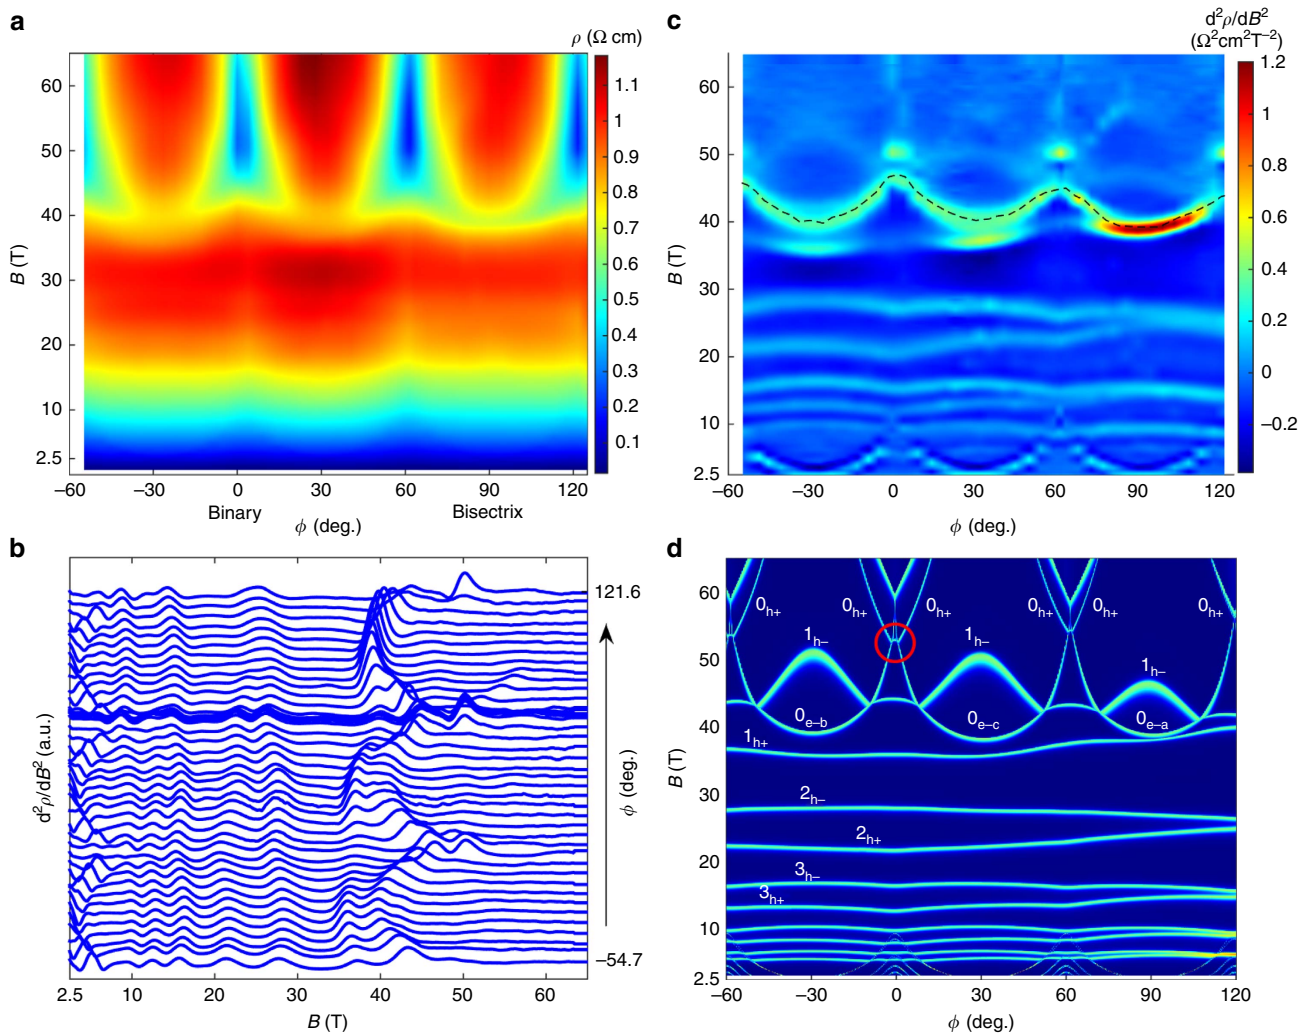 a
ρ (Ω cm)
60
50
40
30
20
10
2.5
B (T)
1.1
1
0.9
0.8
0.7
0.6
0.5
0.4
0.3
0.2
0.1
−60 −30 0 30 60 90 120
Binary Bisectrix
ϕ (deg.)
c
d²ρ/dB²
(Ω²cm²T⁻²)
60
50
40
30
20
10
2.5
B (T)
1.2
1
0.8
0.6
0.4
0.2
0
−0.2
−60 −30 0 30 60 90 120
ϕ (deg.)
b
d²ρ/dB² (a.u.)
121.6
ϕ (deg.)
−54.7
2.5 10 20 30 40 50 60
B (T)
d
60
50
40
30
20
10
2.5
B (T)
0h+ 0h+ 0h+ 0h+ 0h+ 0h+
1h− 1h− 1h−
0e−b 0e−c 0e−a
1h+
2h−
2h+
3h−
3h+
−60 −30 0 30 60 90 120
ϕ (deg.)